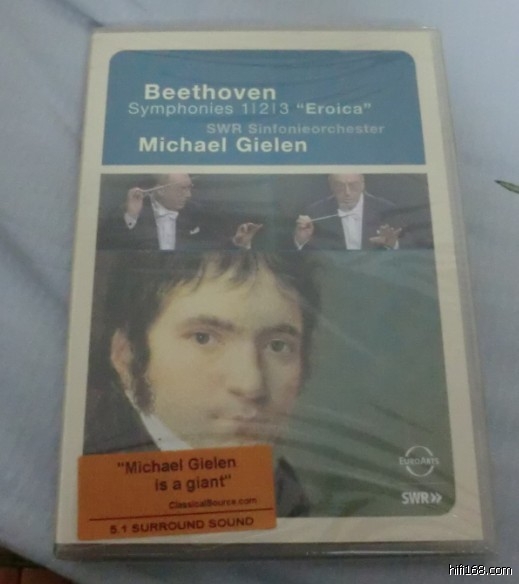 Beethoven
Symphonies 1|2|3 "Eroica"
SWR Sinfonieorchester
Michael Gielen
"Michael Gielen
is a giant"
ClassicalSource.com
5.1 SURROUND SOUND
EUROARTS
SWR»
hifi168.com